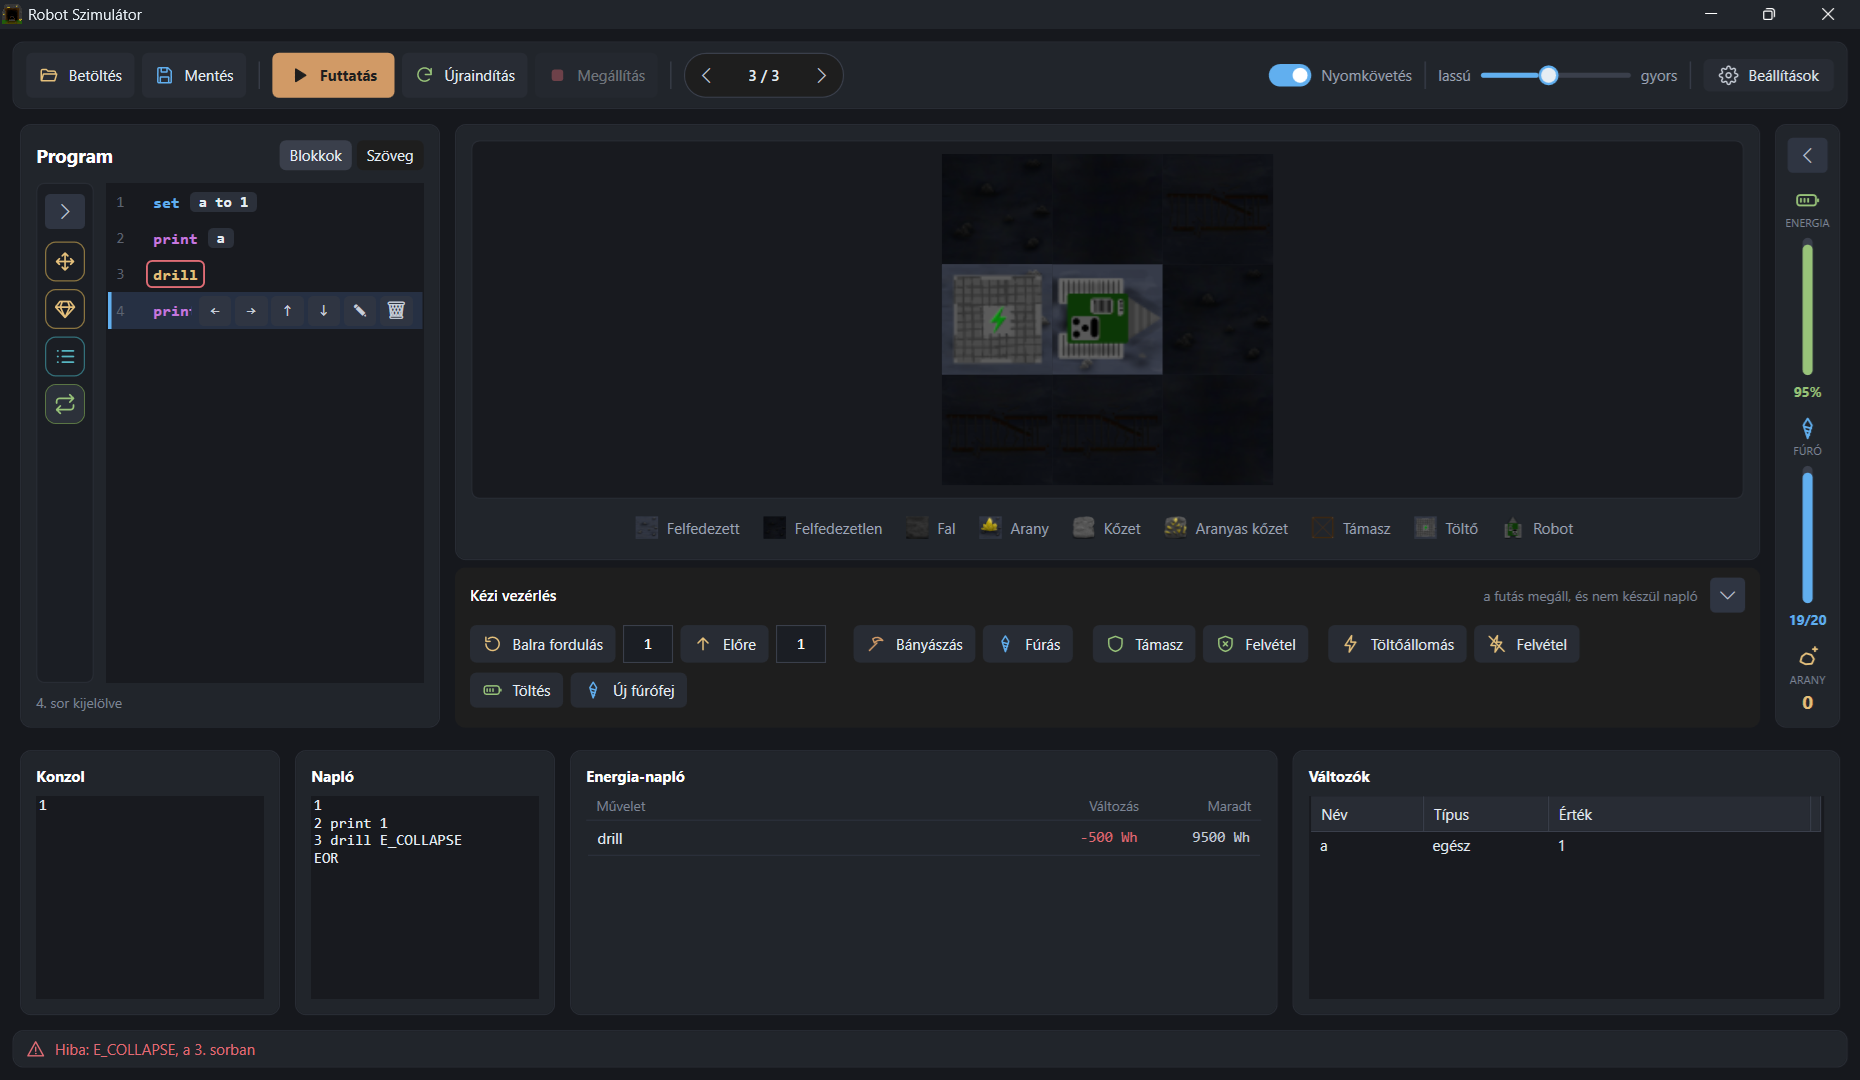 Robot Szimulátor
Betöltés Mentés Futtatás Újraindítás Megállítás 3 / 3 Nyomkövetés lassú gyors Beállítások
Program Blokkok Szöveg
1 set a to 1
2 print a
3 drill
4 prin
4. sor kijelölve
Felfedezett Felfedezetlen Fal Arany Kőzet Aranyas kőzet Támasz Töltő Robot
Kézi vezérlés a futás megáll, és nem készül napló
Balra fordulás 1 Előre 1 Bányászás Fúrás Támasz Felvétel Töltőállomás Felvétel
Töltés Új fúrófej
ENERGIA
95%
FÚRÓ
19/20
ARANY
0
Konzol
1
Napló
1
2 print 1
3 drill E_COLLAPSE
EOR
Energia-napló
Művelet Változás Maradt
drill -500 Wh 9500 Wh
Változók
Név Típus Érték
a egész 1
Hiba: E_COLLAPSE, a 3. sorban